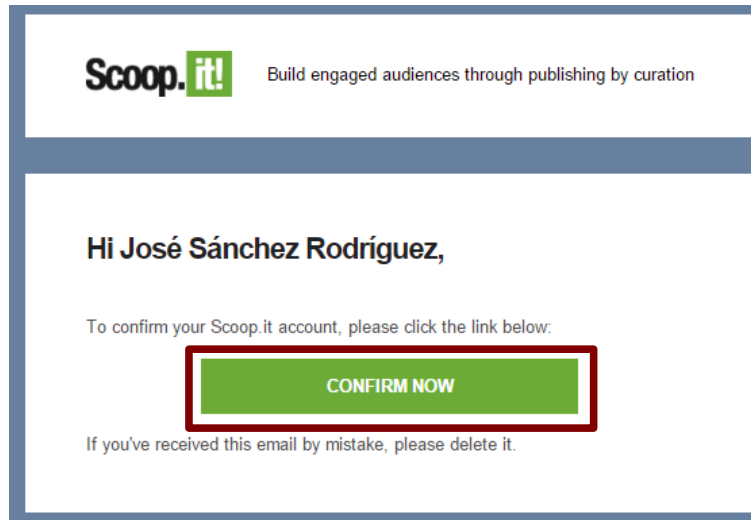 Scoop.it!
Build engaged audiences through publishing by curation
Hi José Sánchez Rodríguez,
To confirm your Scoop.it account, please click the link below:
CONFIRM NOW
If you've received this email by mistake, please delete it.